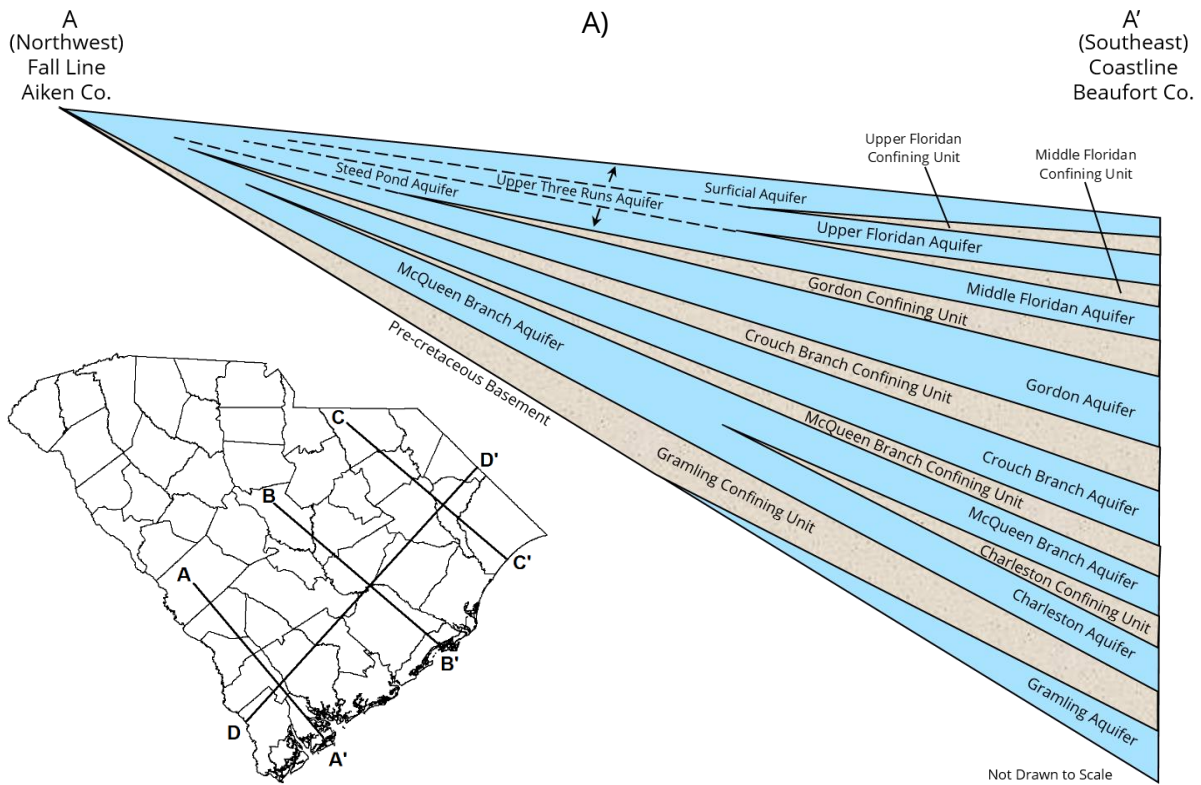 A
(Northwest)
Fall Line
Aiken Co.
A)
A’
(Southeast)
Coastline
Beaufort Co.
Upper Floridan
Confining Unit
Middle Floridan
Confining Unit
Steed Pond Aquifer
Upper Three Runs Aquifer
Surficial Aquifer
Upper Floridan Aquifer
Middle Floridan Aquifer
Gordon Confining Unit
Gordon Aquifer
Crouch Branch Confining Unit
Crouch Branch Aquifer
McQueen Branch Aquifer
McQueen Branch Confining Unit
McQueen Branch Aquifer
Charleston Confining Unit
Charleston Aquifer
Pre-cretaceous Basement
Gramling Confining Unit
Gramling Aquifer
C
D'
B
C'
A
B'
D
A'
Not Drawn to Scale